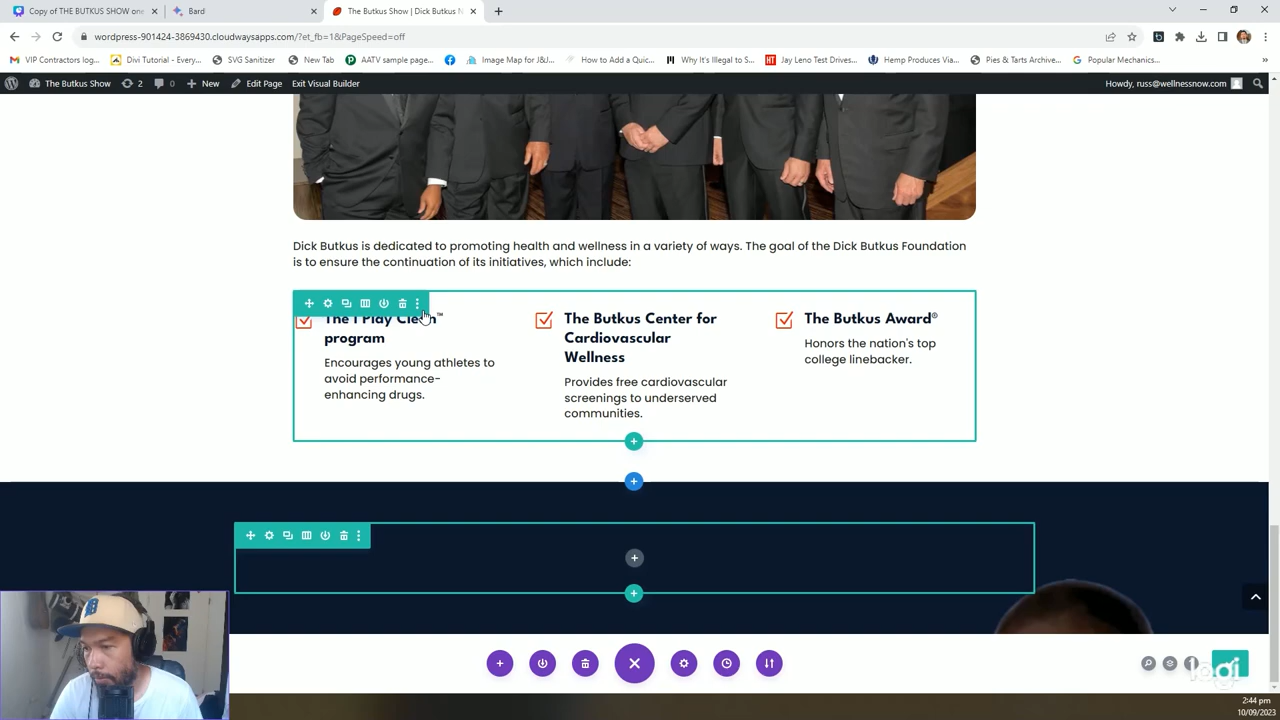 Copy of THE BUTKUS SHOW one
Bard
The Butkus Show | Dick Butkus N
wordpress-901424-3869430.cloudwaysapps.com/?et_fb=1&PageSpeed=off
VIP Contractors log...
Divi Tutorial - Every...
SVG Sanitizer
New Tab
AATV sample page...
Image Map for J&J...
How to Add a Quic...
Why It's Illegal to S...
Jay Leno Test Drives...
Hemp Produces Via...
Pies & Tarts Archive...
Popular Mechanics...
The Butkus Show
2
0
New
Edit Page
Exit Visual Builder
Howdy, russ@wellnessnow.com
Dick Butkus is dedicated to promoting health and wellness in a variety of ways. The goal of the Dick Butkus Foundation
is to ensure the continuation of its initiatives, which include:
The I Play Clean™
program
Encourages young athletes to
avoid performance-
enhancing drugs.
The Butkus Center for
Cardiovascular
Wellness
Provides free cardiovascular
screenings to underserved
communities.
The Butkus Award®
Honors the nation's top
college linebacker.
2:44 pm
10/09/2023